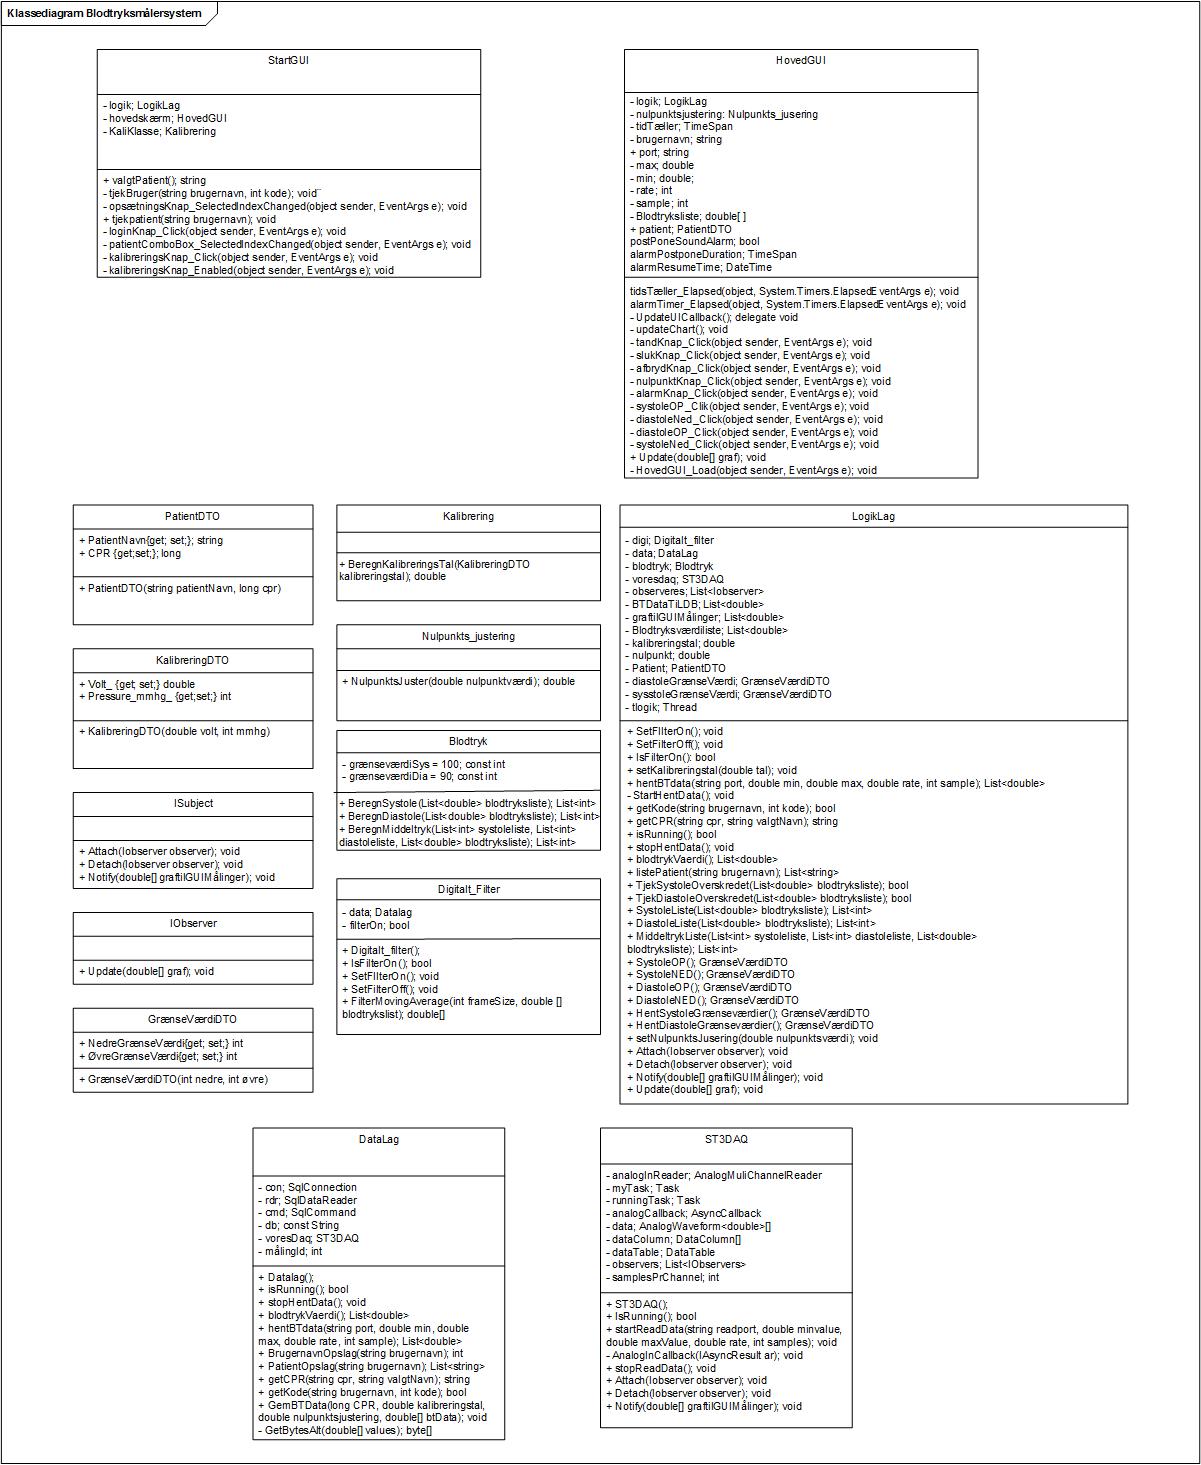 Klassediagram Blodtryksmålersystem
StartGUI
- logik; LogikLag
- hovedskærm; HovedGUI
- KaliKlasse; Kalibrering
+ valgtPatient(); string
- tjekBruger(string brugernavn, int kode); void¨
- opsætningsKnap_SelectedIndexChanged(object sender, EventArgs e); void
+ tjekpatient(string brugernavn); void
- loginKnap_Click(object sender, EventArgs e); void
- patientComboBox_SelectedIndexChanged(object sender, EventArgs e); void
- kalibreringsKnap_Click(object sender, EventArgs e); void
- kalibreringsKnap_Enabled(object sender, EventArgs e); void
HovedGUI
- logik; LogikLag
- nulpunktsjustering: Nulpunkts_jusering
- tidTæller; TimeSpan
- brugernavn; string
+ port; string
- max; double
- min; double;
- rate; int
- sample; int
- Blodtryksliste; double[ ]
+ patient; PatientDTO
postPoneSoundAlarm; bool
alarmPostponeDuration; TimeSpan
alarmResumeTime; DateTime
tidsTæller_Elapsed(object, System.Timers.ElapsedEventArgs e); void
alarmTimer_Elapsed(object, System.Timers.ElapsedEventArgs e); void
- UpdateUICallback(); delegate void
- updateChart(); void
- tandKnap_Click(object sender, EventArgs e); void
- slukKnap_Click(object sender, EventArgs e); void
- afbrydKnap_Click(object sender, EventArgs e); void
- nulpunktKnap_Click(object sender, EventArgs e); void
- alarmKnap_Click(object sender, EventArgs e); void
- systoleOP_Clik(object sender, EventArgs e); void
- diastoleNed_Click(object sender, EventArgs e); void
- diastoleOP_Click(object sender, EventArgs e); void
- systoleNed_Click(object sender, EventArgs e); void
+ Update(double[] graf); void
- HovedGUI_Load(object sender, EventArgs e); void
PatientDTO
+ PatientNavn{get; set;}; string
+ CPR {get;set;}; long
+ PatientDTO(string patientNavn, long cpr)
KalibreringDTO
+ Volt_ {get; set;} double
+ Pressure_mmhg_ {get;set;} int
+ KalibreringDTO(double volt, int mmhg)
ISubject
+ Attach(Iobserver observer); void
+ Detach(Iobserver observer); void
+ Notify(double[] graftilGUIMålinger); void
IObserver
+ Update(double[] graf); void
GrænseVærdiDTO
+ NedreGrænseVærdi{get; set;} int
+ ØvreGrænseVærdi{get; set;} int
+ GrænseVærdiDTO(int nedre, int øvre)
Kalibrering
+ BeregnKalibreringsTal(KalibreringDTO
kalibreringstal); double
Nulpunkts_justering
+ NulpunktsJuster(double nulpunktværdi); double
Blodtryk
- grænseværdiSys = 100; const int
- grænseværdiDia = 90; const int
+ BeregnSystole(List<double> blodtryksliste); List<int>
+ BeregnDiastole(List<double> blodtryksliste); List<int>
+ BeregnMiddeltryk(List<int> systoleliste, List<int>
diastoleliste, List<double> blodtryksliste); List<int>
Digitalt_Filter
- data; Datalag
- filterOn; bool
+ Digitalt_filter();
+ IsFilterOn(); bool
+ SetFIlterOn(); void
+ SetFilterOff(); void
+ FilterMovingAverage(int frameSize, double []
blodtrykslist); double[]
LogikLag
- digi; Digitalt_filter
- data; DataLag
- blodtryk; Blodtryk
- voresdaq; ST3DAQ
- observeres; List<Iobserver>
- BTDataTiLDB; List<double>
- graftilGUIMålinger; List<double>
- Blodtryksværdiliste; List<double>
- kalibreringstal; double
- nulpunkt; double
- Patient; PatientDTO
- diastoleGrænseVærdi; GrænseVærdiDTO
- sysstoleGrænseVærdi; GrænseVærdiDTO
- tlogik; Thread
+ SetFIlterOn(); void
+ SetFilterOff(); void
+ IsFilterOn(): bool
+ setKalibreringstal(double tal); void
+ hentBTdata(string port, double min, double max, double rate, int sample); List<double>
- StartHentData(); void
+ getKode(string brugernavn, int kode); bool
+ getCPR(string cpr, string valgtNavn); string
+ isRunning(); bool
+ stopHentData(); void
+ blodtrykVaerdi(); List<double>
+ listePatient(string brugernavn); List<string>
+ TjekSystoleOverskredet(List<double> blodtryksliste); bool
+ TjekDiastoleOverskredet(List<double> blodtryksliste); bool
+ SystoleListe(List<double> blodtryksliste); List<int>
+ DiastoleListe(List<double> blodtryksliste); List<int>
+ MiddeltrykListe(List<int> systoleliste, List<int> diastoleliste, List<double>
blodtryksliste); List<int>
+ SystoleOP(); GrænseVærdiDTO
+ SystoleNED(); GrænseVærdiDTO
+ DiastoleOP(); GrænseVærdiDTO
+ DiastoleNED(); GrænseVærdiDTO
+ HentSystoleGrænseværdier(); GrænseVærdiDTO
+ HentDiastoleGrænseværdier(); GrænseVærdiDTO
+ setNulpunktsJusering(double nulpunktsværdi); void
+ Attach(Iobserver observer); void
+ Detach(Iobserver observer); void
+ Notify(double[] graftilGUIMålinger); void
+ Update(double[] graf); void
DataLag
- con; SqlConnection
- rdr; SqlDataReader
- cmd; SqlCommand
- db; const String
- voresDaq; ST3DAQ
- målingId; int
+ Datalag();
+ isRunning(); bool
+ stopHentData(); void
+ blodtrykVaerdi(); List<double>
+ hentBTdata(string port, double min, double
max, double rate, int sample); List<double>
+ BrugernavnOpslag(string brugernavn); int
+ PatientOpslag(string brugernavn); List<string>
+ getCPR(string cpr, string valgtNavn); string
+ getKode(string brugernavn, int kode); bool
+ GemBTData(long CPR, double kalibreringstal,
double nulpunktsjustering, double[] btData); void
- GetBytesAlt(double[] values); byte[]
ST3DAQ
- analogInReader; AnalogMuliChannelReader
- myTask; Task
- runningTask; Task
- analogCallback; AsyncCallback
- data; AnalogWaveform<double>[]
- dataColumn; DataColumn[]
- dataTable; DataTable
- observers; List<IObservers>
- samplesPrChannel; int
+ ST3DAQ();
+ IsRunning(); bool
+ startReadData(string readport, double minvalue,
double maxValue, double rate, int samples); void
- AnalogInCallback(IAsyncResult ar); void
+ stopReadData(); void
+ Attach(Iobserver observer); void
+ Detach(Iobserver observer); void
+ Notify(double[] graftilGUIMålinger); void